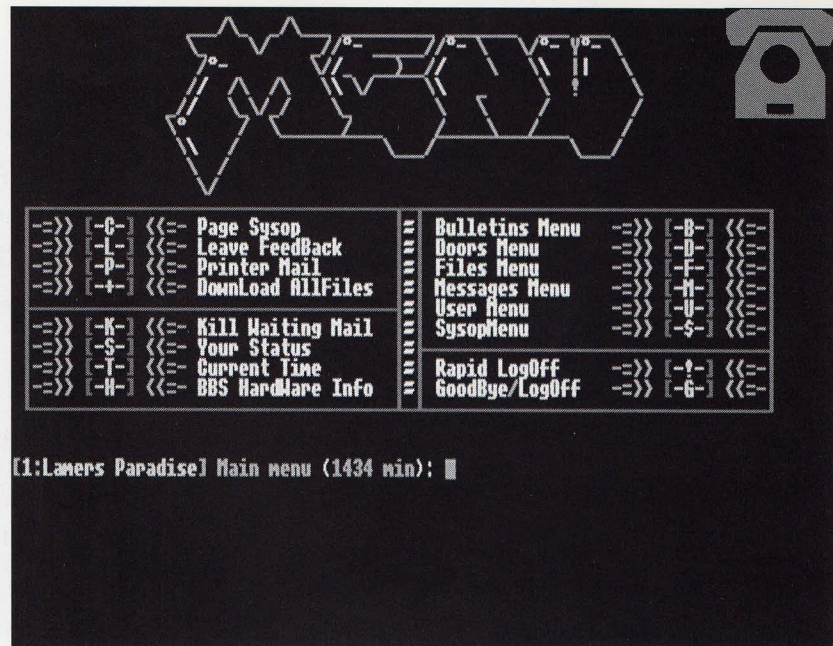 MENU
-=>> [-C-] <<=- Page Sysop
-=>> [-L-] <<=- Leave FeedBack
-=>> [-P-] <<=- Printer Mail
-=>> [-+-] <<=- DownLoad AllFiles
-=>> [-K-] <<=- Kill Waiting Mail
-=>> [-S-] <<=- Your Status
-=>> [-T-] <<=- Current Time
-=>> [-H-] <<=- BBS HardWare Info
Bulletins Menu -=>> [-B-] <<=-
Doors Menu -=>> [-D-] <<=-
Files Menu -=>> [-F-] <<=-
Messages Menu -=>> [-M-] <<=-
User Menu -=>> [-U-] <<=-
SysopMenu -=>> [-$-] <<=-
Rapid LogOff -=>> [-!-] <<=-
GoodBye/LogOff -=>> [-G-] <<=-
[1:Lamers Paradise] Main menu (1434 min):